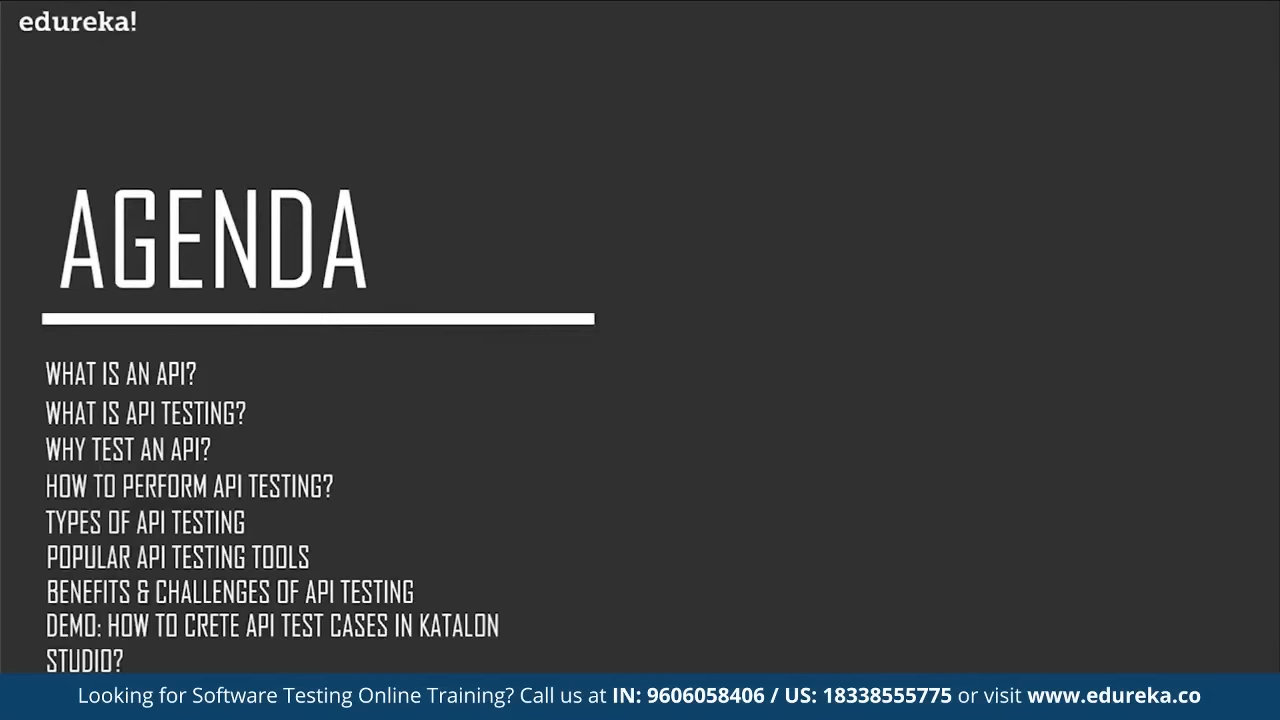 edureka!
AGENDA
WHAT IS AN API?
WHAT IS API TESTING?
WHY TEST AN API?
HOW TO PERFORM API TESTING?
TYPES OF API TESTING
POPULAR API TESTING TOOLS
BENEFITS & CHALLENGES OF API TESTING
DEMO: HOW TO CRETE API TEST CASES IN KATALON
STUDIO?
Looking for Software Testing Online Training? Call us at IN: 9606058406 / US: 18338555775 or visit www.edureka.co